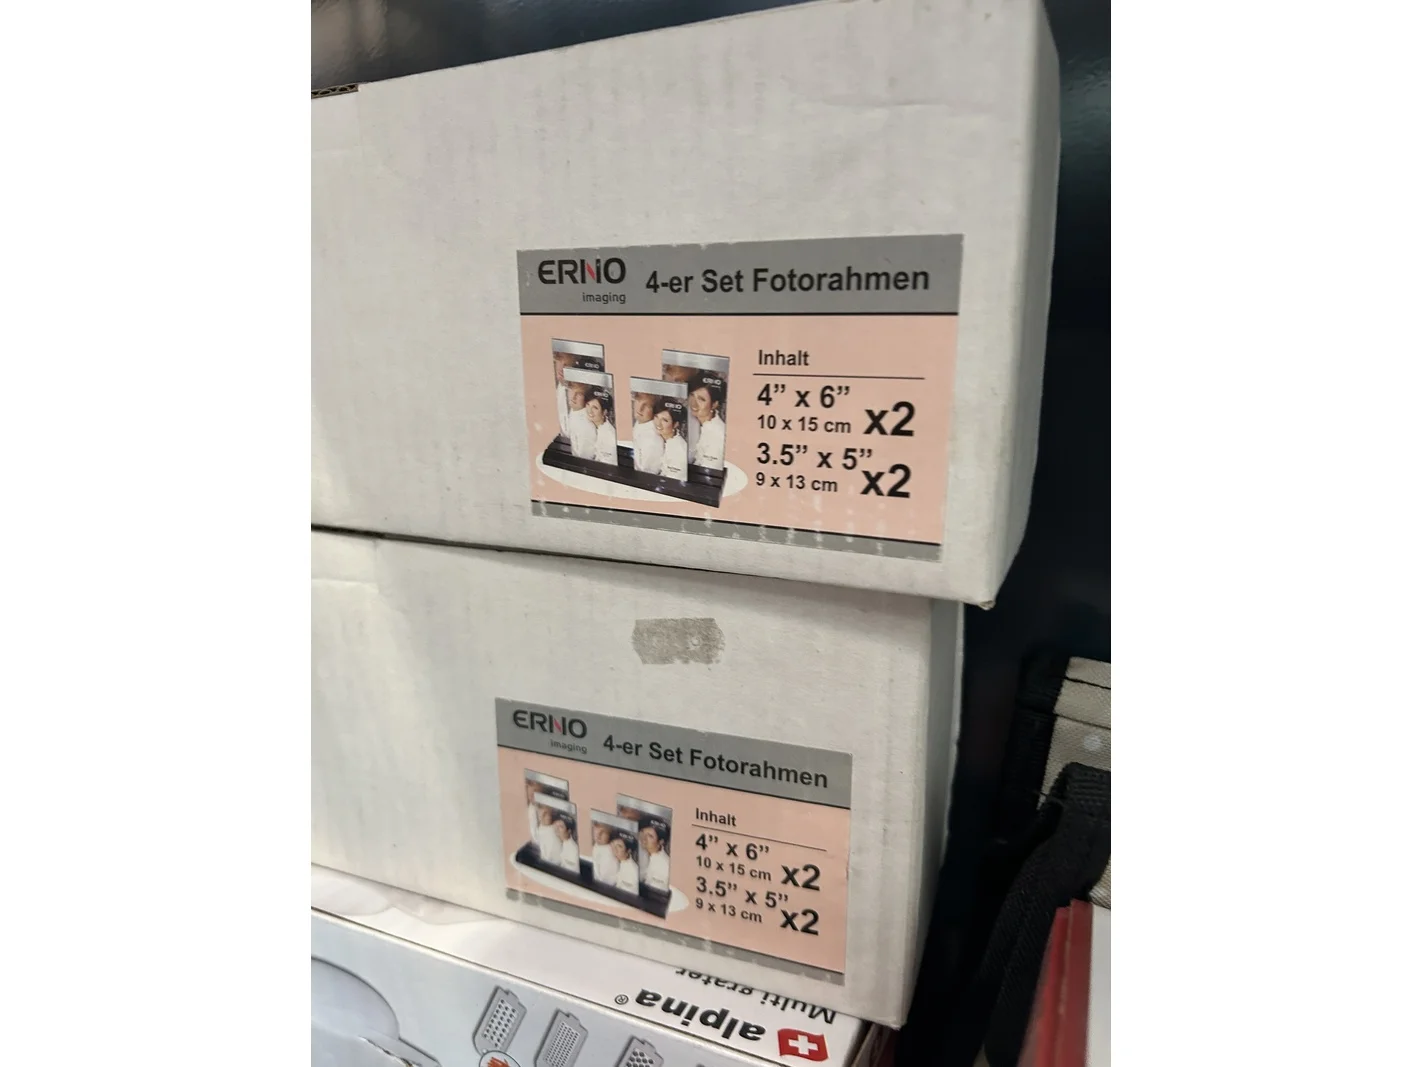 ERNO
imaging
4-er Set Fotorahmen
Inhalt
4” x 6”
10 x 15 cm x2
3.5” x 5”
9 x 13 cm x2
ERNO
imaging
4-er Set Fotorahmen
Inhalt
4” x 6”
10 x 15 cm x2
3.5” x 5”
9 x 13 cm x2
alpina®
Multi grater